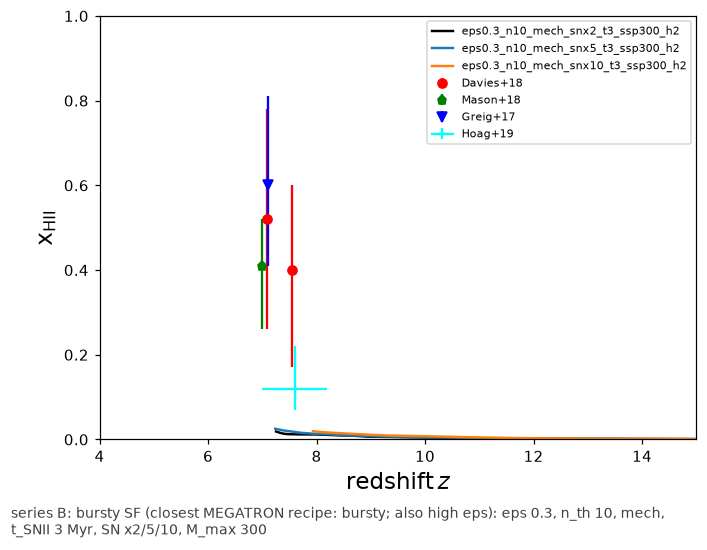 1.0
0.8
0.6
0.4
0.2
0.0
x_HII
4 6 8 10 12 14
redshift z
eps0.3_n10_mech_snx2_t3_ssp300_h2
eps0.3_n10_mech_snx5_t3_ssp300_h2
eps0.3_n10_mech_snx10_t3_ssp300_h2
Davies+18
Mason+18
Greig+17
Hoag+19
series B: bursty SF (closest MEGATRON recipe: bursty; also high eps): eps 0.3, n_th 10, mech,
t_SNII 3 Myr, SN x2/5/10, M_max 300